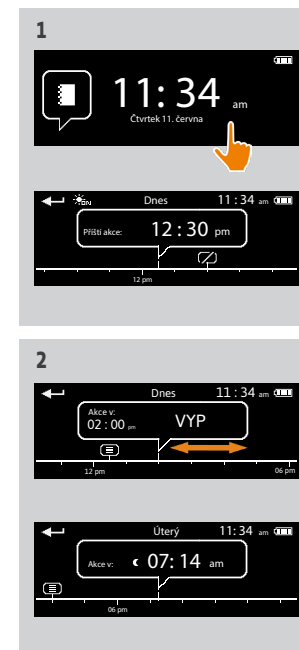 1
11:34 am
Čtvrtek 11. června
ON Dnes 11:34 am
Příští akce: 12:30 pm
12 pm
2
Dnes 11:34 am
Akce v:
02:00 pm VYP
12 pm 06 pm
Úterý 11:34 am
Akce v: 07:14 am
06 pm